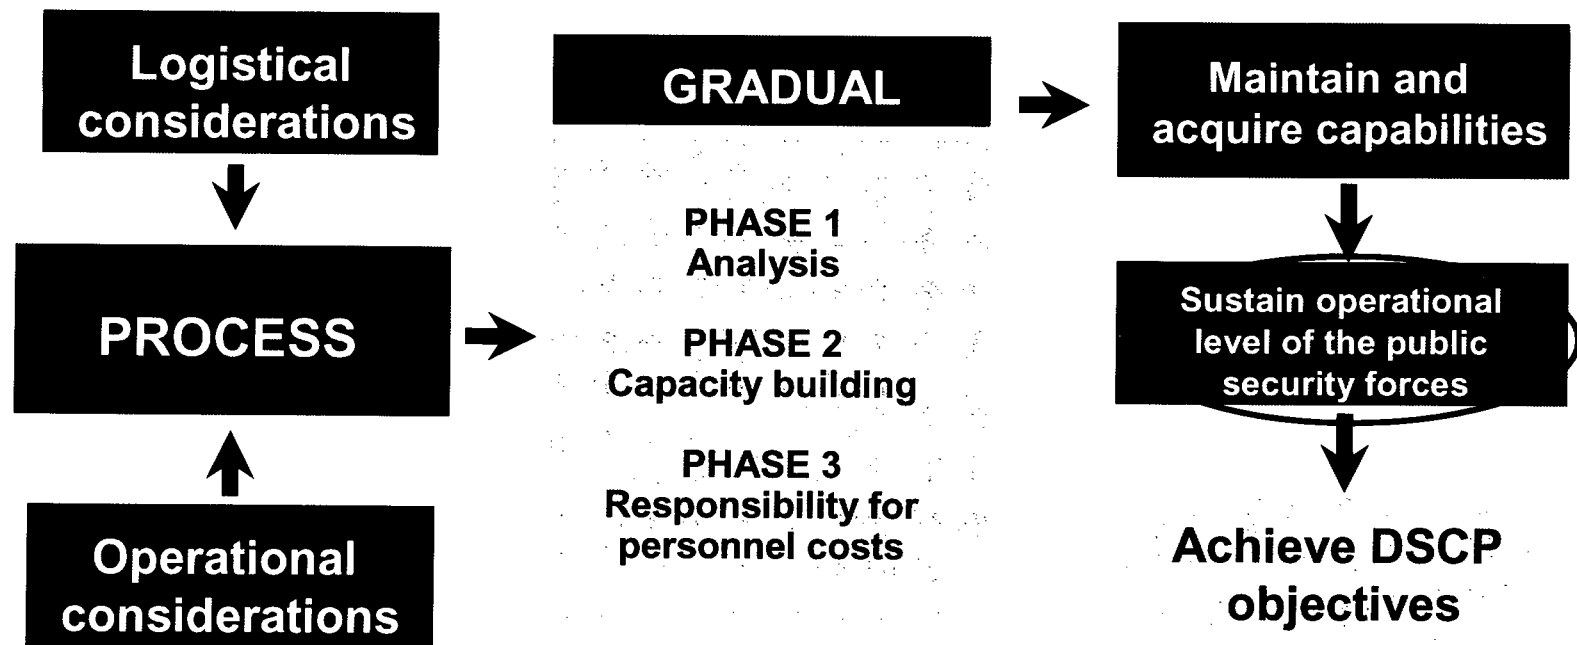 Logistical
considerations
PROCESS
Operational
considerations
GRADUAL
PHASE 1
Analysis
PHASE 2
Capacity building
PHASE 3
Responsibility for
personnel costs
Maintain and
acquire capabilities
Sustain operational
level of the public
security forces
Achieve DSCP
objectives